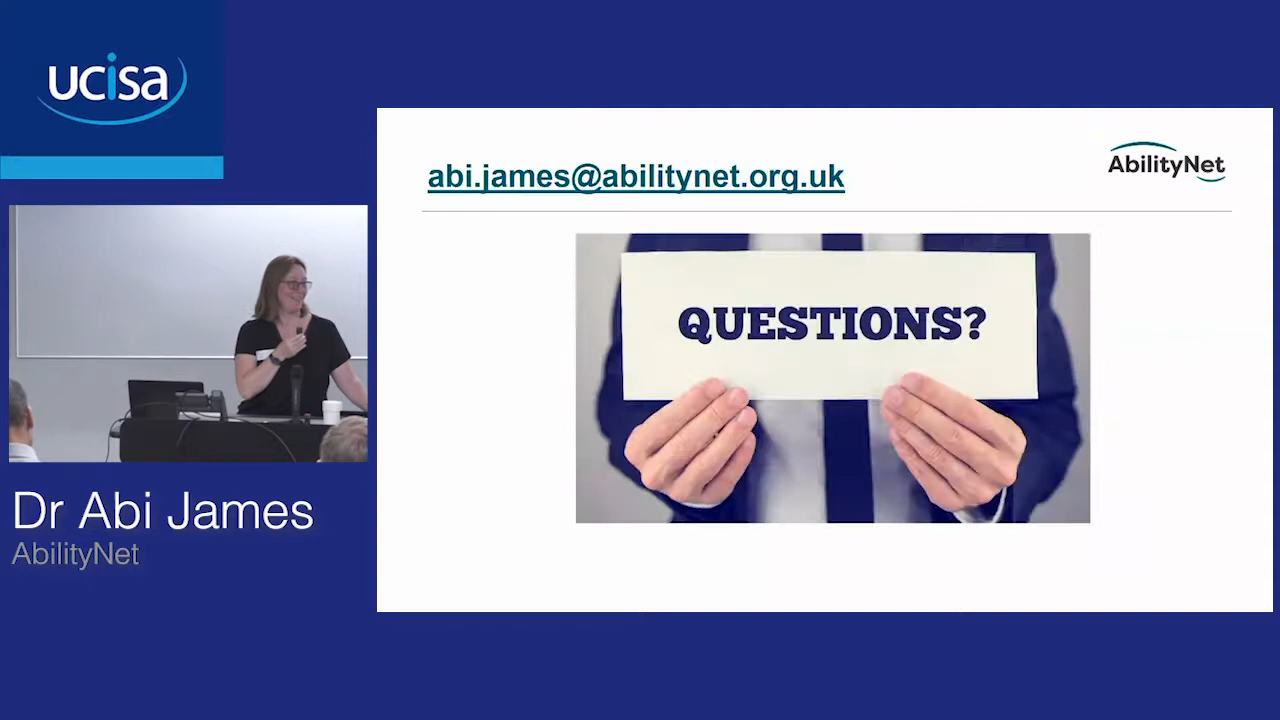 ucisa
abi.james@abilitynet.org.uk
AbilityNet
QUESTIONS?
Dr Abi James
AbilityNet